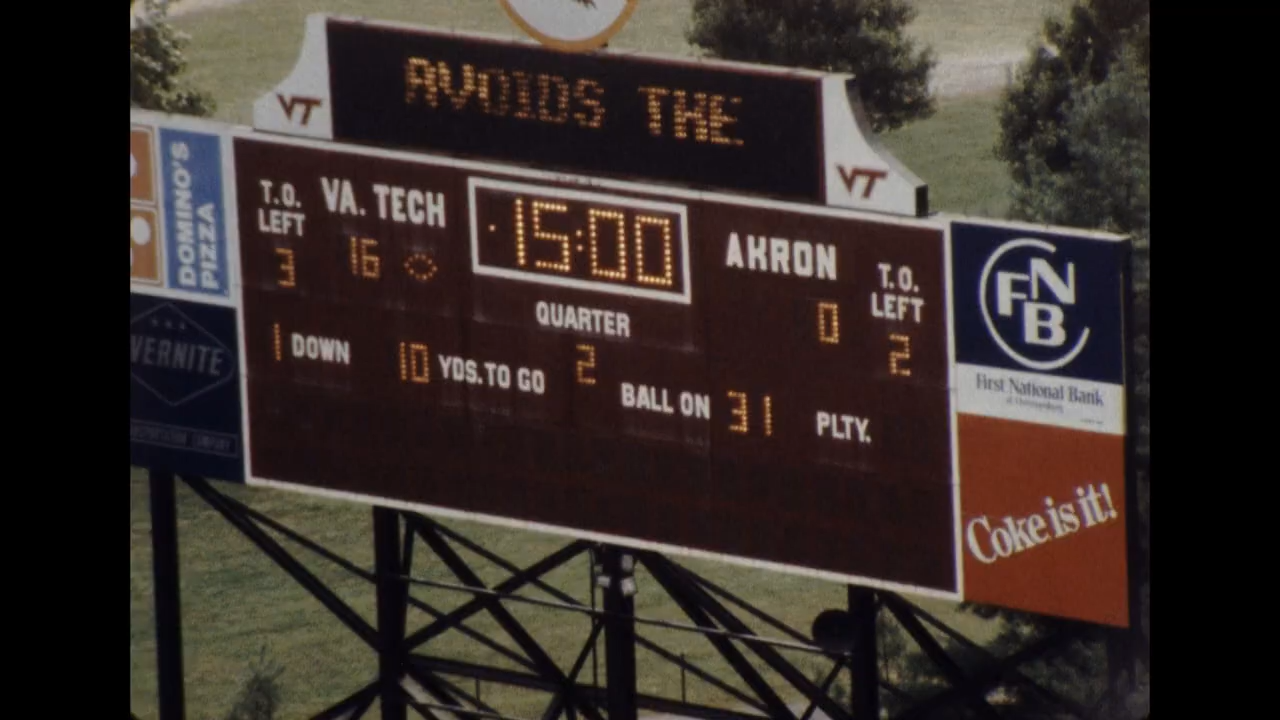 AVOIDS THE
VT
VT
DOMINO'S
PIZZA
VERNITE
T.O.
LEFT
3
VA. TECH
16
15:00
AKRON
0
T.O.
LEFT
2
QUARTER
2
1 DOWN
10 YDS. TO GO
BALL ON 31
PLTY.
FNB
First National Bank
Coke is it!